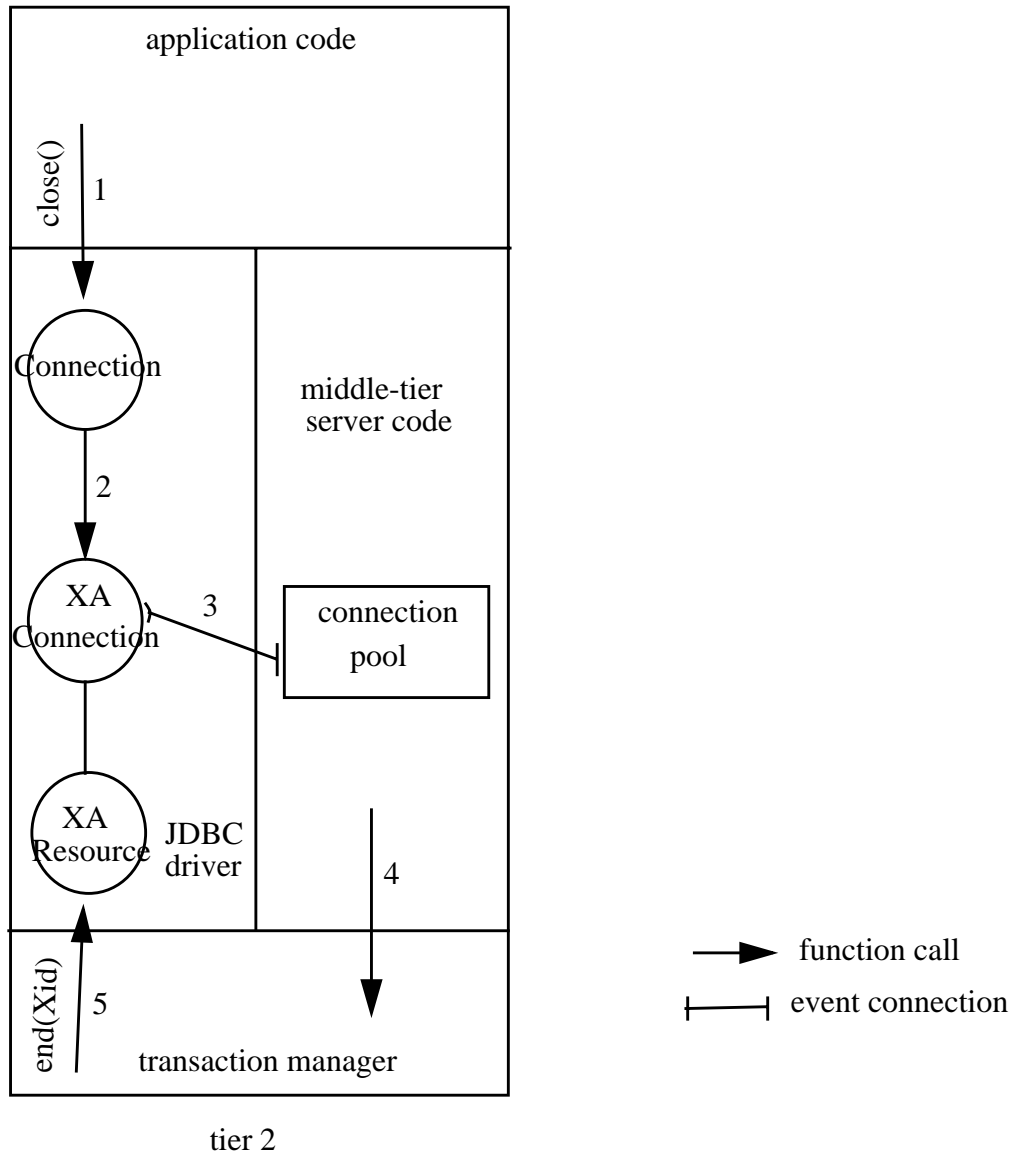 application code
close()
1
Connection
middle-tier
server code
2
XA
Connection
3
connection
pool
XA
Resource
JDBC
driver
4
function call
end(Xid)
5
event connection
transaction manager
tier 2